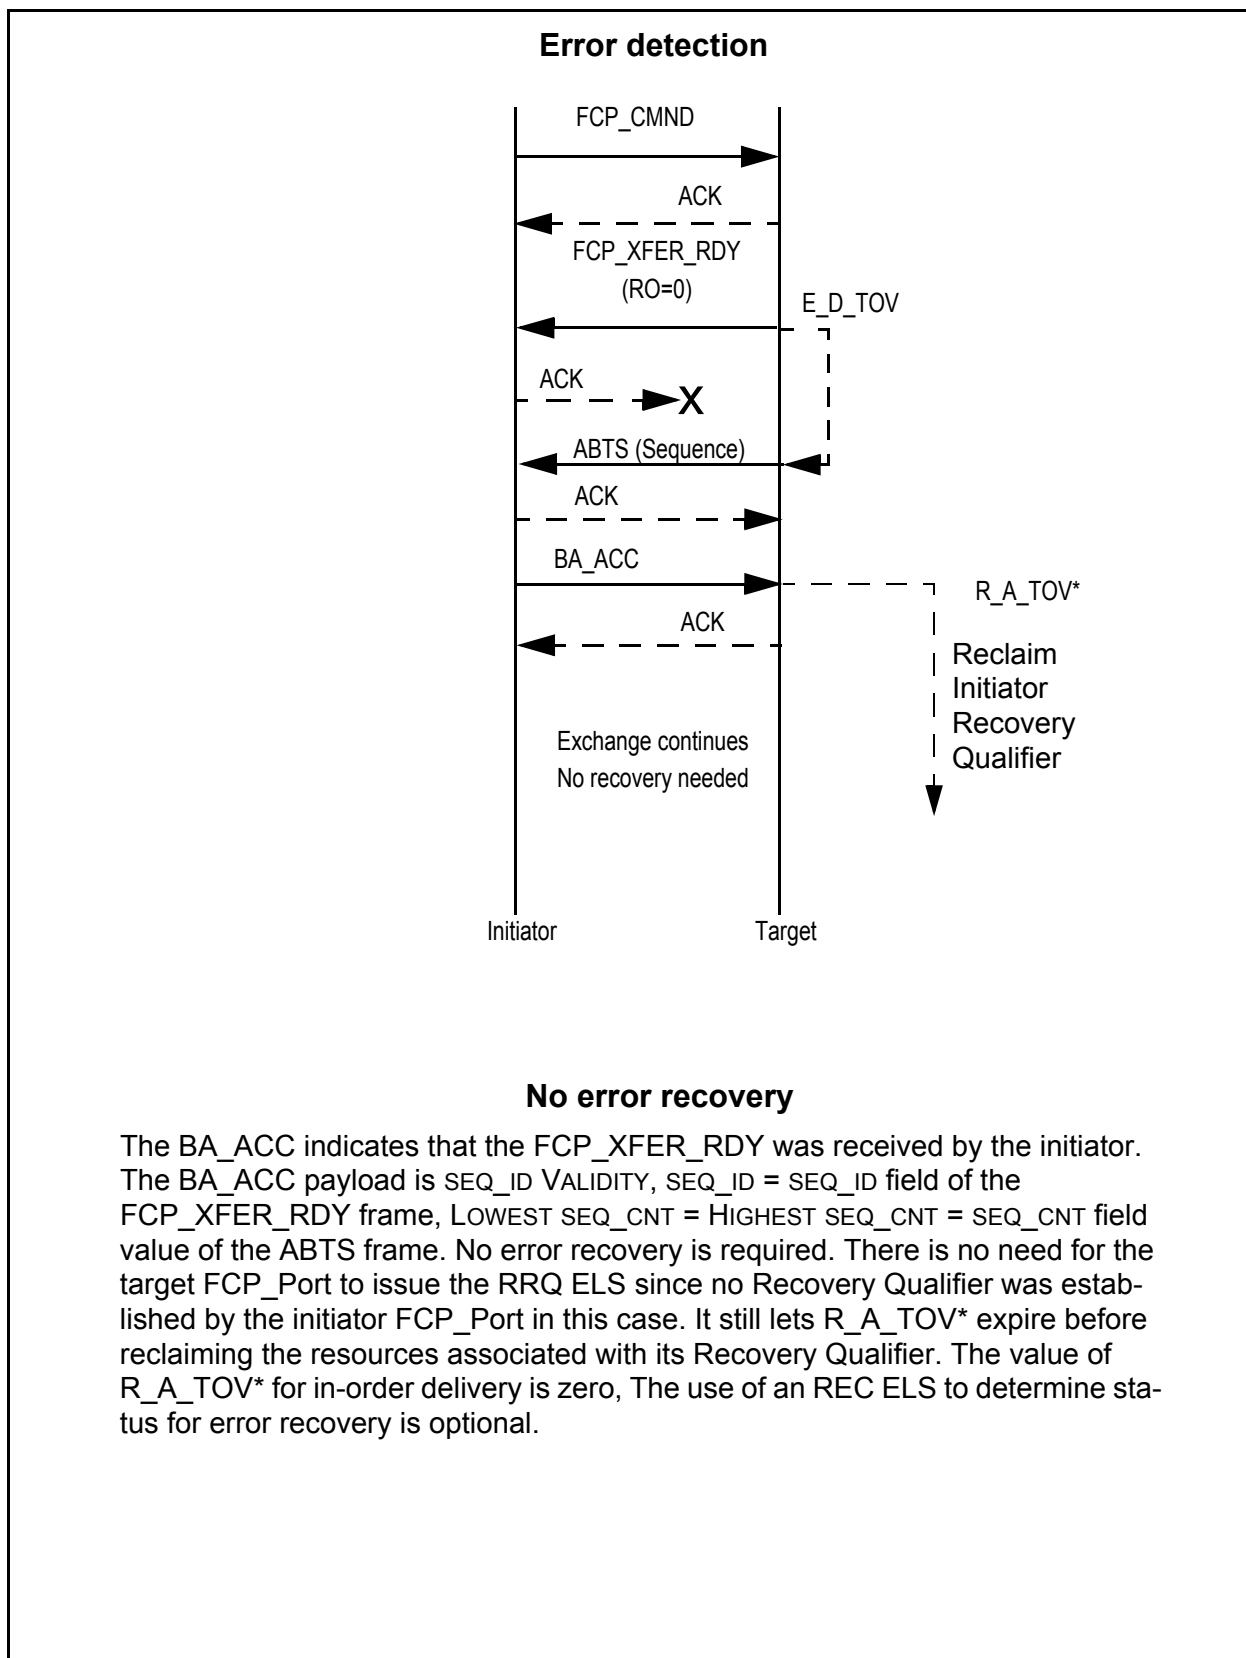 Error detection
FCP_CMND
ACK
FCP_XFER_RDY
(RO=0)
E_D_TOV
ACK
X
ABTS (Sequence)
ACK
BA_ACC
R_A_TOV*
ACK
Reclaim
Initiator
Recovery
Qualifier
Exchange continues
No recovery needed
Initiator
Target
No error recovery
The BA_ACC indicates that the FCP_XFER_RDY was received by the initiator.
The BA_ACC payload is SEQ_ID VALIDITY, SEQ_ID = SEQ_ID field of the
FCP_XFER_RDY frame, LOWEST SEQ_CNT = HIGHEST SEQ_CNT = SEQ_CNT field
value of the ABTS frame. No error recovery is required. There is no need for the
target FCP_Port to issue the RRQ ELS since no Recovery Qualifier was estab-
lished by the initiator FCP_Port in this case. It still lets R_A_TOV* expire before
reclaiming the resources associated with its Recovery Qualifier. The value of
R_A_TOV* for in-order delivery is zero, The use of an REC ELS to determine sta-
tus for error recovery is optional.